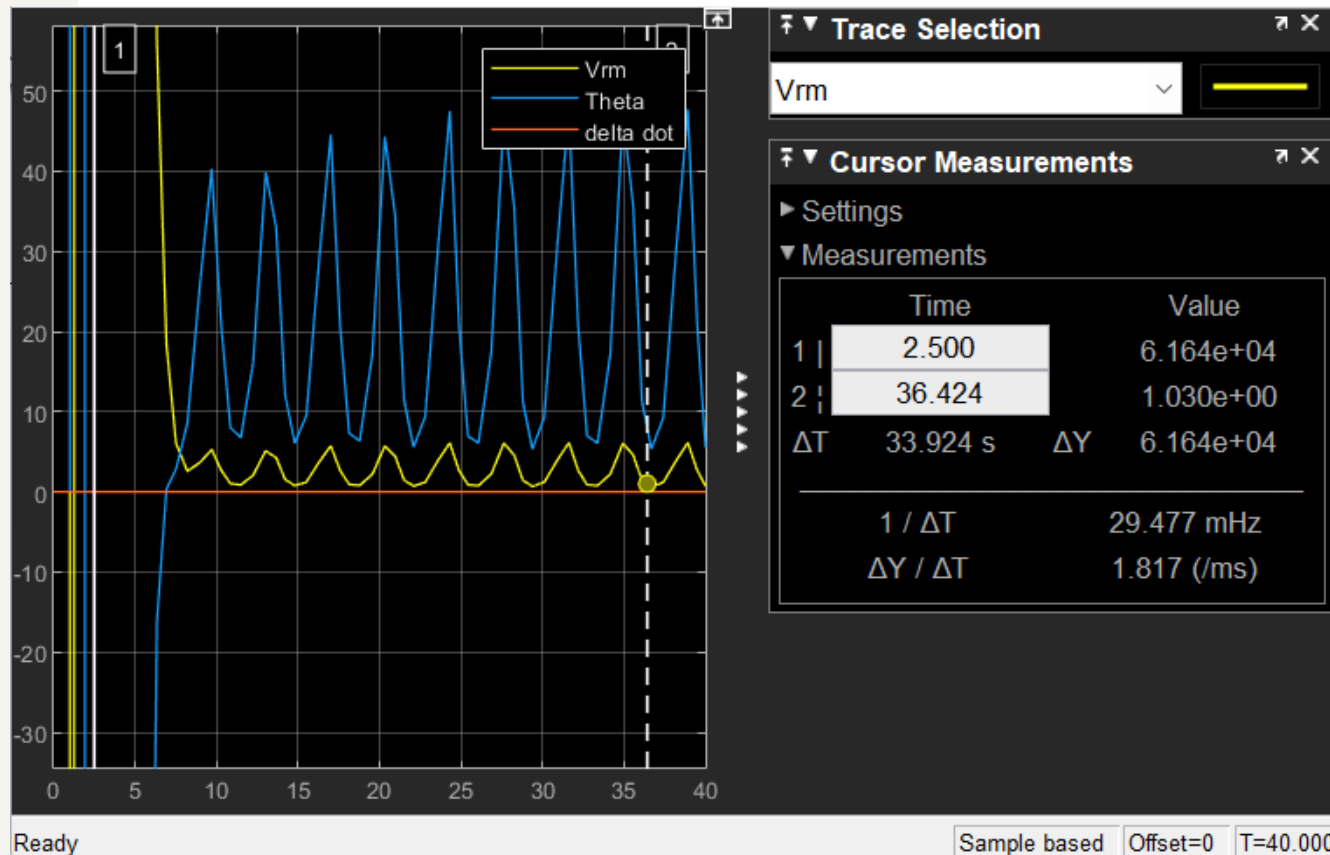 1
2
Vrm
Theta
delta dot
50
40
30
20
10
0
-10
-20
-30
0 5 10 15 20 25 30 35 40
Trace Selection
Vrm
Cursor Measurements
Settings
Measurements
Time Value
1 | 2.500 6.164e+04
2 ¦ 36.424 1.030e+00
ΔT 33.924 s ΔY 6.164e+04
1 / ΔT 29.477 mHz
ΔY / ΔT 1.817 (/ms)
Ready Sample based Offset=0 T=40.000